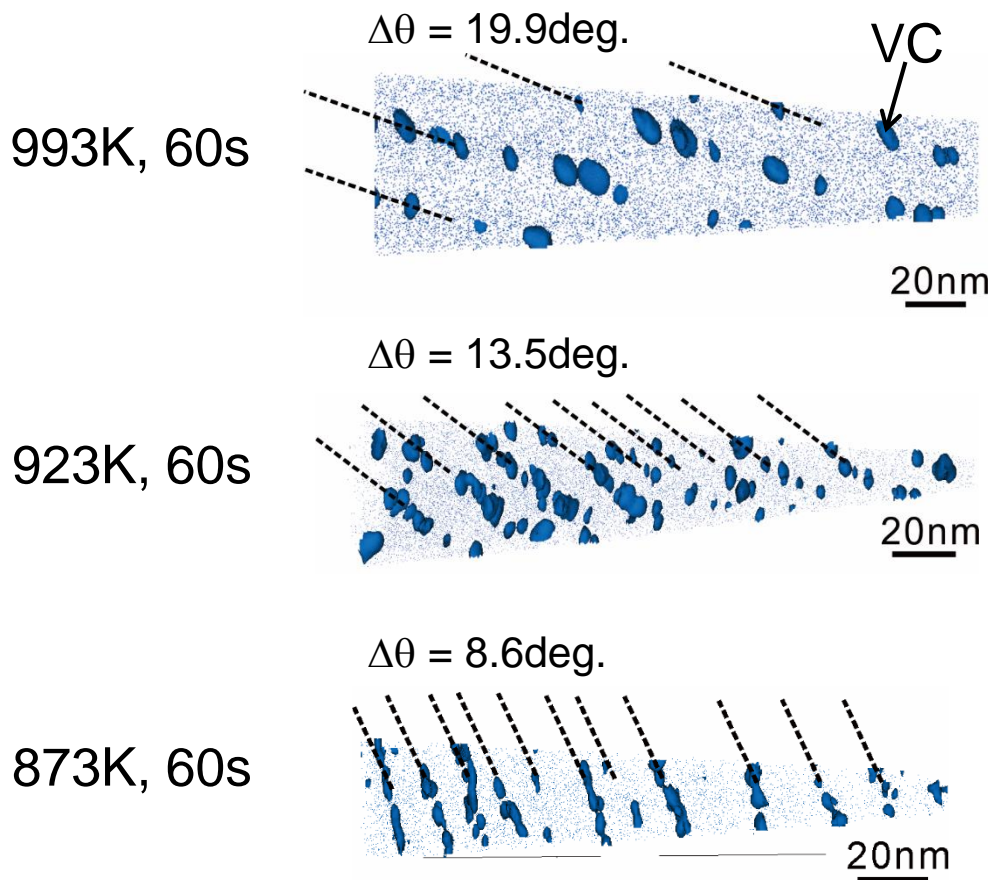 Δθ = 19.9deg.
VC
993K, 60s
20nm
Δθ = 13.5deg.
923K, 60s
20nm
Δθ = 8.6deg.
873K, 60s
20nm